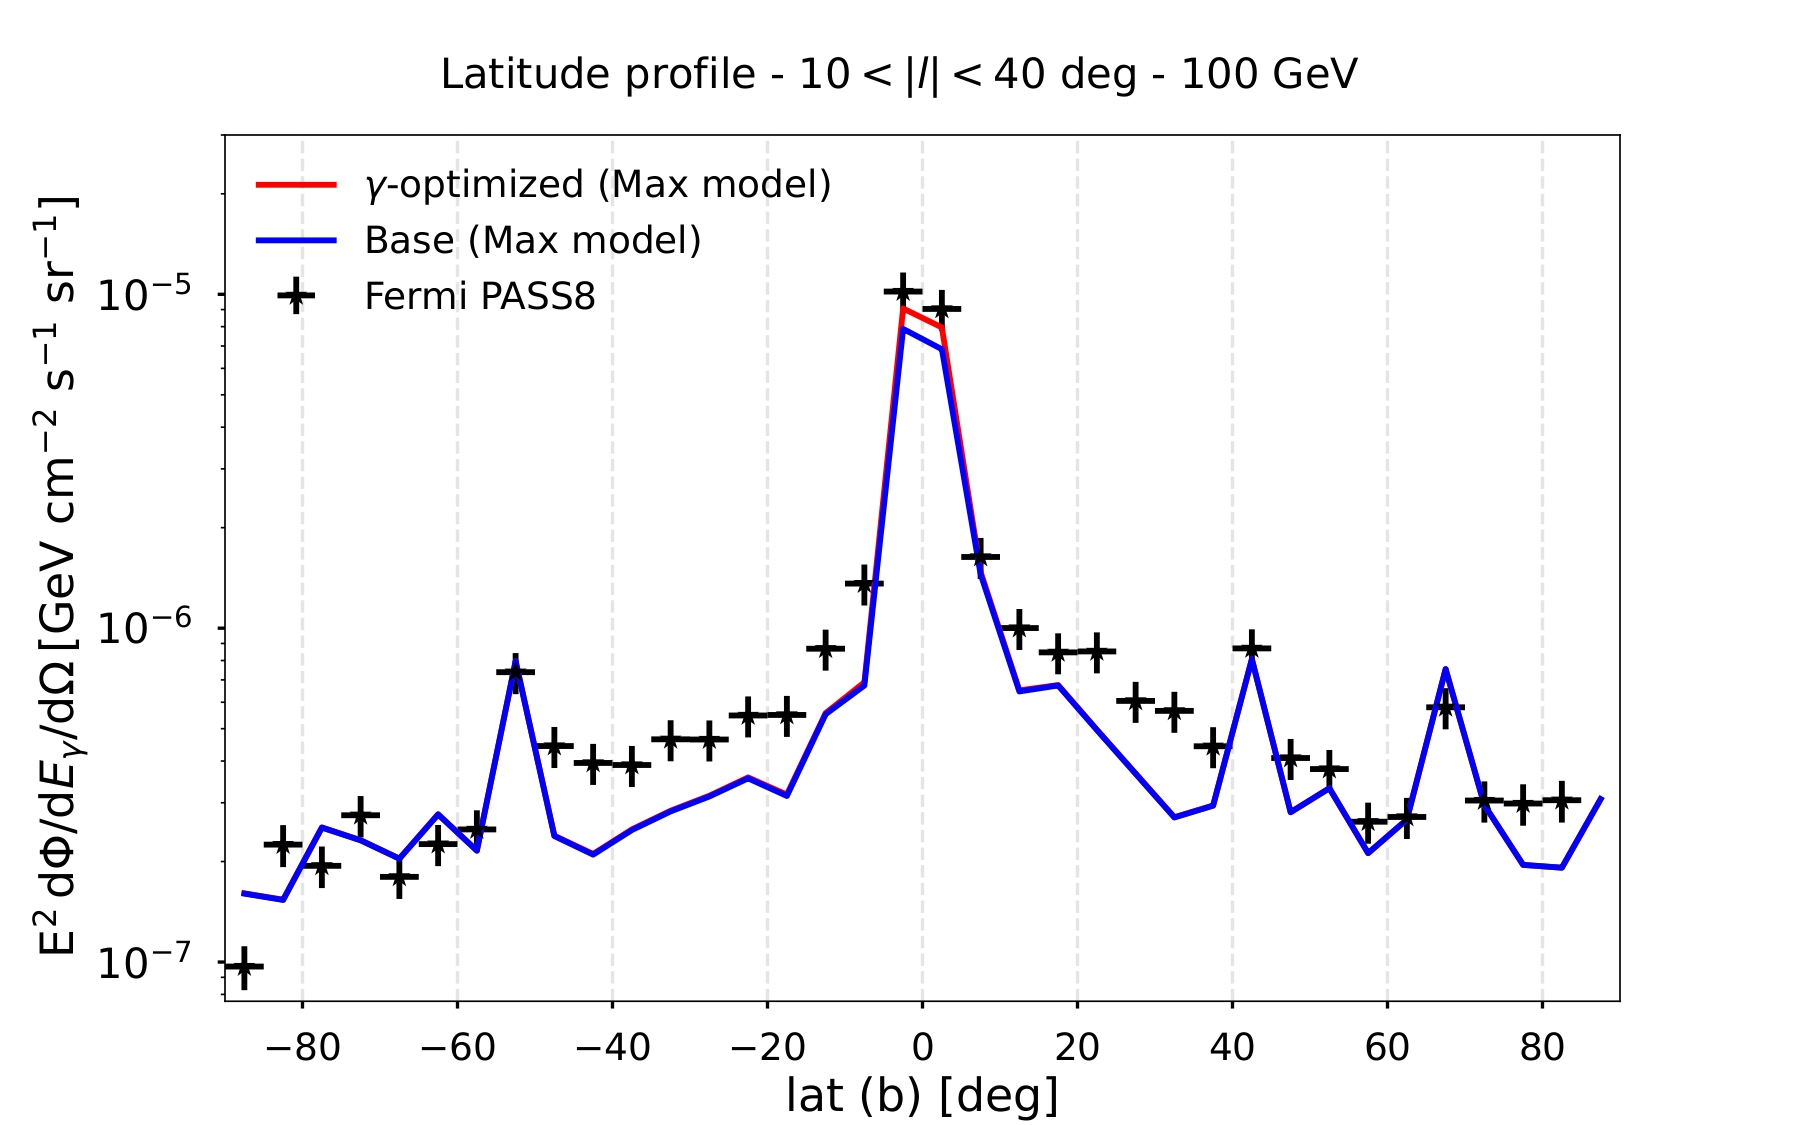 Latitude profile - 10 < |l| < 40 deg - 100 GeV
γ-optimized (Max model)
Base (Max model)
Fermi PASS8
E² dΦ/dEᵧ/dΩ [GeV cm⁻² s⁻¹ sr⁻¹]
10⁻⁵
10⁻⁶
10⁻⁷
−80 −60 −40 −20 0 20 40 60 80
lat (b) [deg]